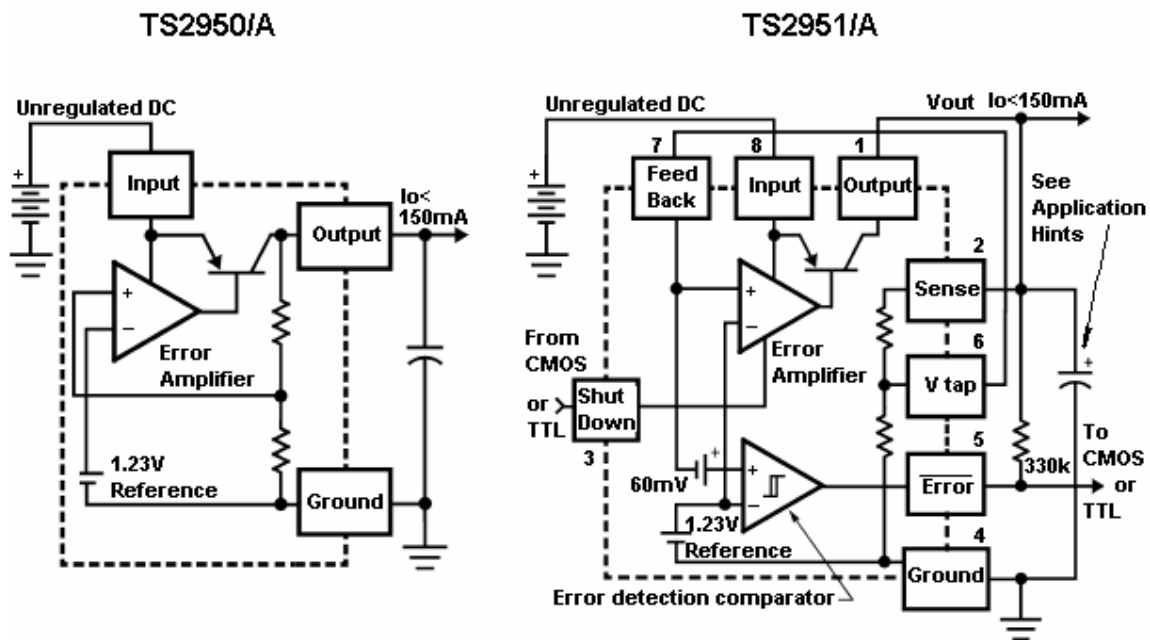 TS2950/A
Unregulated DC
+
Input
Io<
150mA
Output
+
−
Error
Amplifier
1.23V
Reference
Ground
TS2951/A
Unregulated DC
Vout Io<150mA
+
7
8
1
Feed
Back
Input
Output
See
Application
Hints
2
Sense
+
−
From
CMOS
or
TTL
Error
Amplifier
6
V tap
+
Shut
Down
3
5
60mV
+
+
−
Error
330k
To
CMOS
or
TTL
1.23V
Reference
4
Ground
Error detection comparator